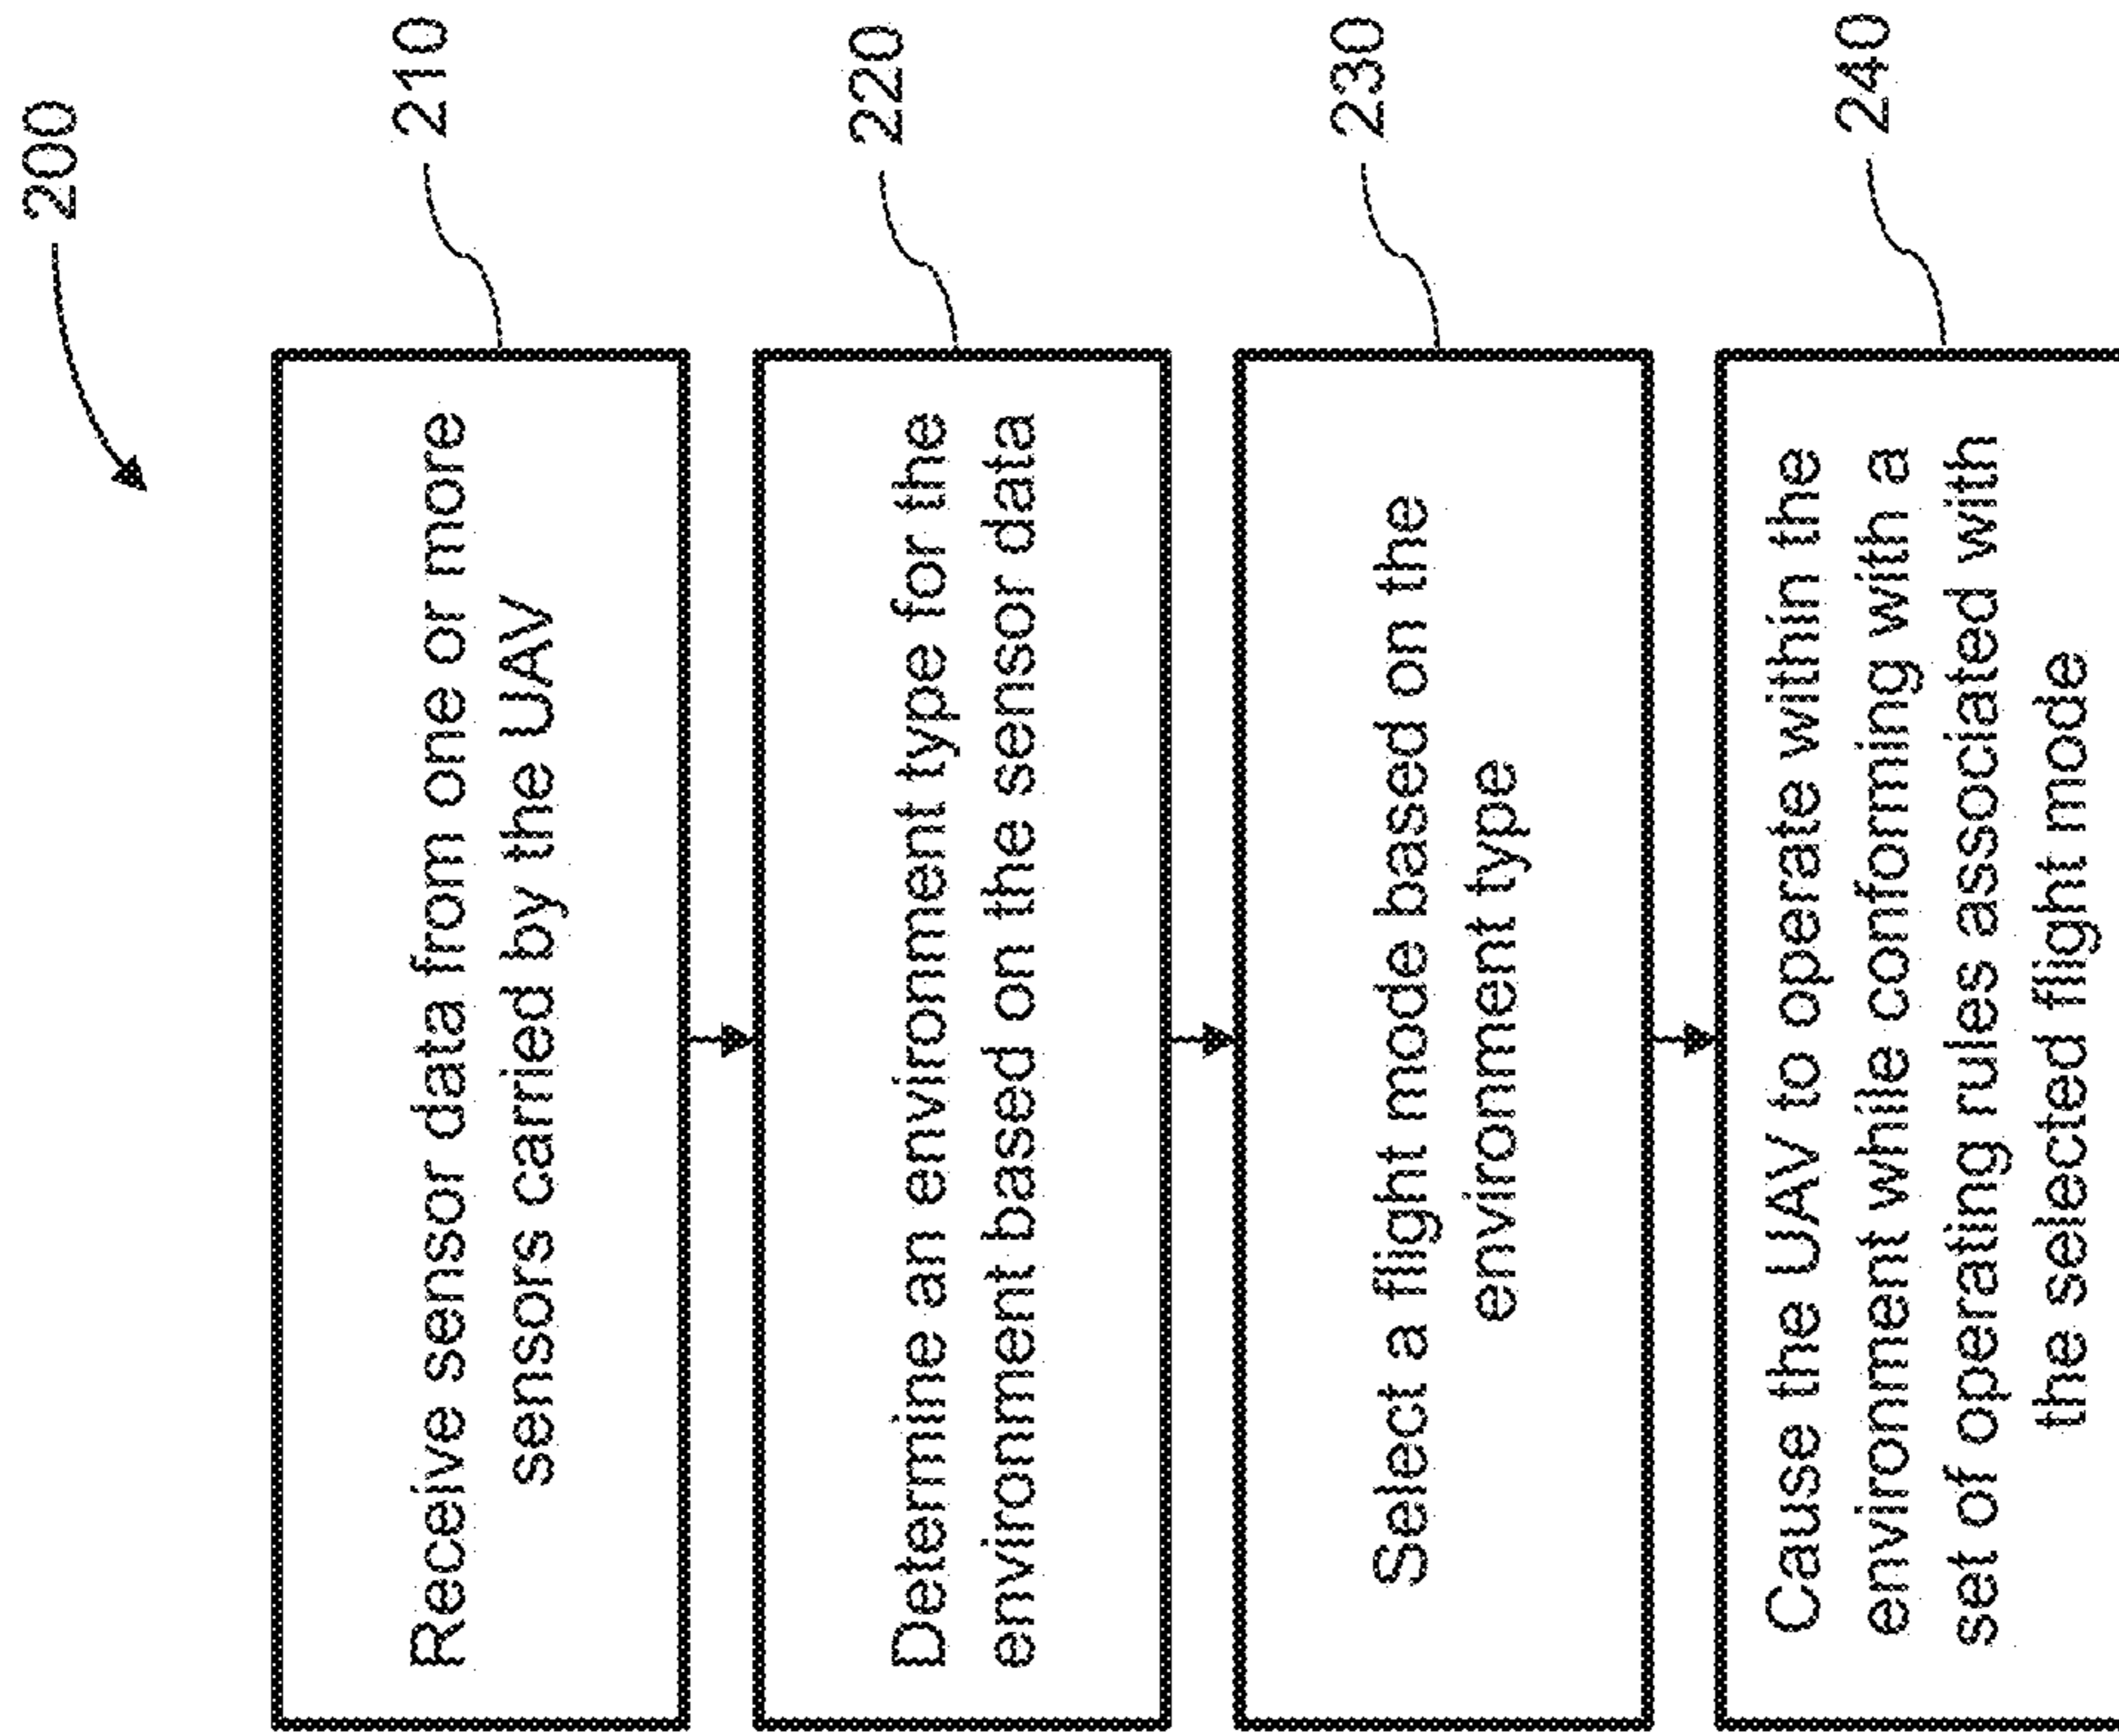 200
Receive sensor data from one or more
sensors carried by the UAV
210
Determine an environment type for the
environment based on the sensor data
220
Select a flight mode based on the
environment type
230
Cause the UAV to operate within the
environment while conforming with a
set of operating rules associated with
the selected flight mode
240